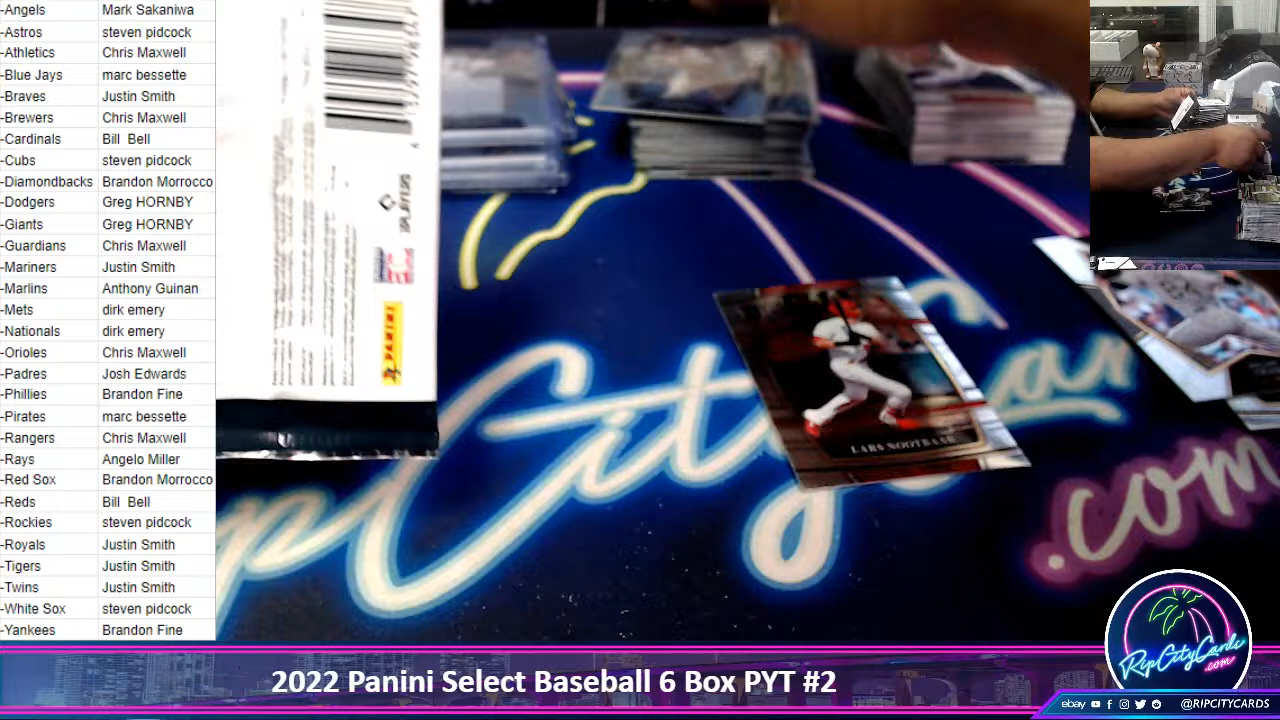 -Angels Mark Sakaniwa
-Astros steven pidcock
-Athletics Chris Maxwell
-Blue Jays marc bessette
-Braves Justin Smith
-Brewers Chris Maxwell
-Cardinals Bill Bell
-Cubs steven pidcock
-Diamondbacks Brandon Morrocco
-Dodgers Greg HORNBY
-Giants Greg HORNBY
-Guardians Chris Maxwell
-Mariners Justin Smith
-Marlins Anthony Guinan
-Mets dirk emery
-Nationals dirk emery
-Orioles Chris Maxwell
-Padres Josh Edwards
-Phillies Brandon Fine
-Pirates marc bessette
-Rangers Chris Maxwell
-Rays Angelo Miller
-Red Sox Brandon Morrocco
-Reds Bill Bell
-Rockies steven pidcock
-Royals Justin Smith
-Tigers Justin Smith
-Twins Justin Smith
-White Sox steven pidcock
-Yankees Brandon Fine
PLAYERS
PANINI
LARS NOOTBAAR
City
.com
RipCityCards
.com
2022 Panini Select Baseball 6 Box PYT #2
ebay
@RIPCITYCARDS